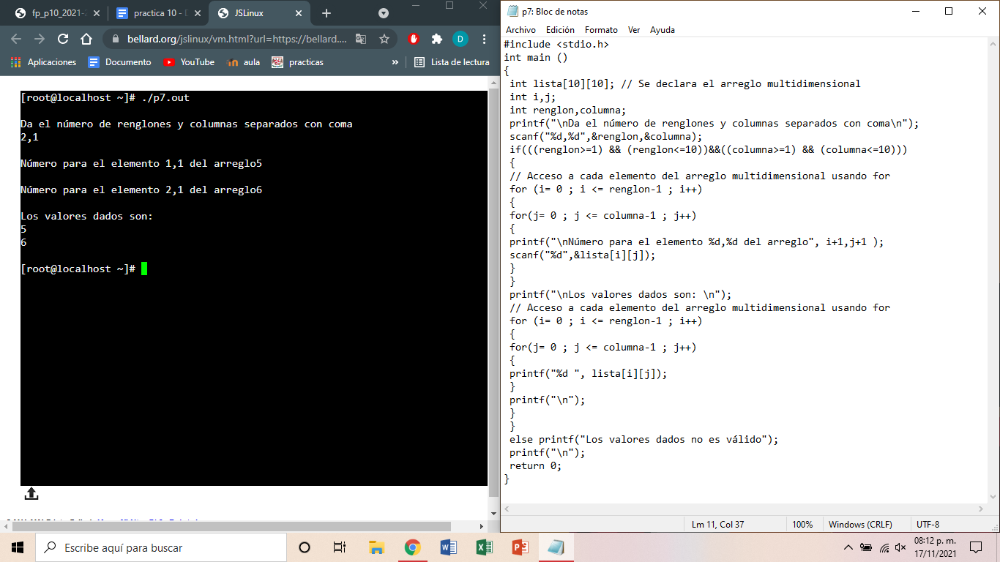 fp_p10_2021-2
practica 10 - D
JSLinux
bellard.org/jslinux/vm.html?url=https://bellard....
D
Aplicaciones
Documento
YouTube
aula
practicas
»
Lista de lectura
[root@localhost ~]# ./p7.out
Da el número de renglones y columnas separados con coma
2,1
Número para el elemento 1,1 del arreglo5
Número para el elemento 2,1 del arreglo6
Los valores dados son:
5
6
[root@localhost ~]#
p7: Bloc de notas
Archivo Edición Formato Ver Ayuda
#include <stdio.h>
int main ()
{
int lista[10][10]; // Se declara el arreglo multidimensional
int i,j;
int renglon,columna;
printf("\nDa el número de renglones y columnas separados con coma\n");
scanf("%d,%d",&renglon,&columna);
if(((renglon>=1) && (renglon<=10))&&((columna>=1) && (columna<=10)))
{
// Acceso a cada elemento del arreglo multidimensional usando for
for (i= 0 ; i <= renglon-1 ; i++)
{
for(j= 0 ; j <= columna-1 ; j++)
{
printf("\nNúmero para el elemento %d,%d del arreglo", i+1,j+1 );
scanf("%d",&lista[i][j]);
}
}
printf("\nLos valores dados son: \n");
// Acceso a cada elemento del arreglo multidimensional usando for
for (i= 0 ; i <= renglon-1 ; i++)
{
for(j= 0 ; j <= columna-1 ; j++)
{
printf("%d ", lista[i][j]);
}
printf("\n");
}
}
else printf("Los valores dados no es válido");
printf("\n");
return 0;
}
Lm 11, Col 37
100%
Windows (CRLF)
UTF-8
Escribe aquí para buscar
08:12 p. m.
17/11/2021